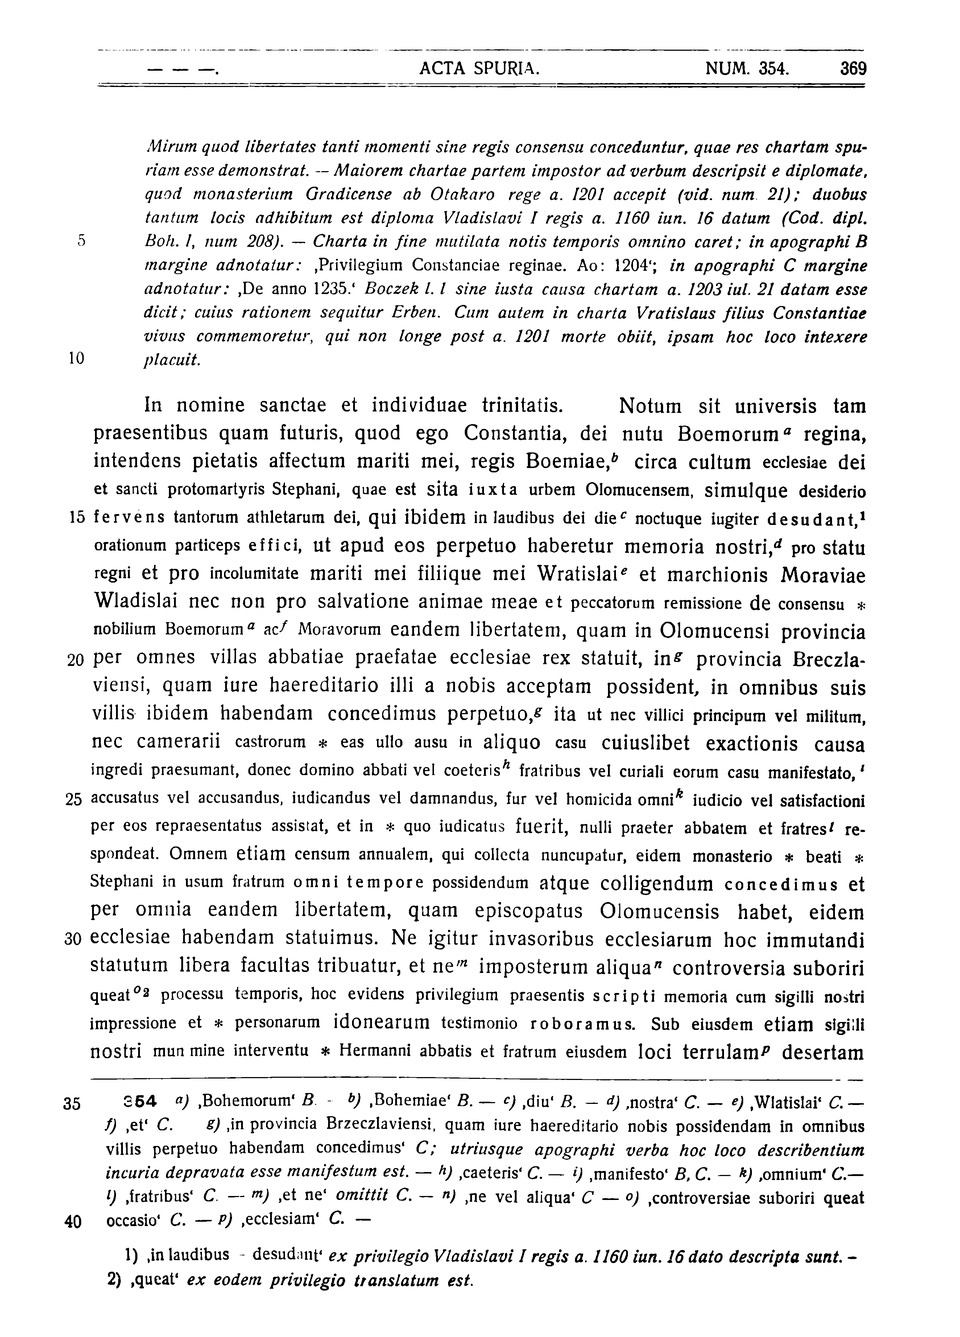 — — —. ACTA SPURIA. NUM. 354. 369
Mirum quod libertates tanti momenti sine regis consensu conceduntur, quae res chartam spu-
riam esse demonstrat. — Maiorem chartae partem impostor ad verbum descripsit e diplomate,
quod monasterium Gradicense ab Otakaro rege a. 1201 accepit (vid. num 21); duobus
tantum locis adhibitum est diploma Vladislavi I regis a. 1160 iun. 16 datum (Cod. dipl.
5 Boh. I, num 208). — Charta in fine mutilata notis temporis omnino caret; in apographi B
margine adnotatur: ‚Privilegium Constanciae reginae. Ao: 1204‘; in apographi C margine
adnotatur: ‚De anno 1235.‘ Boczek l. l sine iusta causa chartam a. 1203 iul. 21 datam esse
dicit; cuius rationem sequitur Erben. Cum autem in charta Vratislaus filius Constantiae
vivus commemoretur, qui non longe post a. 1201 morte obiit, ipsam hoc loco intexere
10 placuit.
In nomine sanctae et individuae trinitatis. Notum sit universis tam
praesentibus quam futuris, quod ego Constantia, dei nutu Boemorum a regina,
intendens pietatis affectum mariti mei, regis Boemiae, b circa cultum ecclesiae dei
et sancti protomartyris Stephani, quae est sita iuxta urbem Olomucensem, simulque desiderio
15 fervens tantorum athletarum dei, qui ibidem in laudibus dei die c noctuque iugiter desudant, 1
orationum particeps effici, ut apud eos perpetuo haberetur memoria nostri, d pro statu
regni et pro incolumitate mariti mei filiique mei Wratislai e et marchionis Moraviae
Wladislai nec non pro salvatione animae meae et peccatorum remissione de consensu *
nobilium Boemorum a ac f Moravorum eandem libertatem, quam in Olomucensi provincia
20 per omnes villas abbatiae praefatae ecclesiae rex statuit, in g provincia Breczla-
viensi, quam iure haereditario illi a nobis acceptam possident, in omnibus suis
villis ibidem habendam concedimus perpetuo, g ita ut nec villici principum vel militum,
nec camerarii castrorum * eas ullo ausu in aliquo casu cuiuslibet exactionis causa
ingredi praesumant, donec domino abbati vel coeteris h fratribus vel curiali eorum casu manifestato, i
25 accusatus vel accusandus, iudicandus vel damnandus, fur vel homicida omni k iudicio vel satisfactioni
per eos repraesentatus assistat, et in * quo iudicatus fuerit, nulli praeter abbatem et fratres l re-
spondeat. Omnem etiam censum annualem, qui collecta nuncupatur, eidem monasterio * beati *
Stephani in usum fratrum omni tempore possidendum atque colligendum concedimus et
per omnia eandem libertatem, quam episcopatus Olomucensis habet, eidem
30 ecclesiae habendam statuimus. Ne igitur invasoribus ecclesiarum hoc immutandi
statutum libera facultas tribuatur, et ne m imposterum aliqua n controversia suboriri
queat o 2 processu temporis, hoc evidens privilegium praesentis scripti memoria cum sigilli nostri
impressione et * personarum idonearum testimonio roboramus. Sub eiusdem etiam sigilli
nostri mun mine interventu * Hermanni abbatis et fratrum eiusdem loci terrulam p desertam
35 354 a) ‚Bohemorum‘ B. - b) ‚Bohemiae‘ B. — c) ‚diu‘ B. — d) ‚nostra‘ C. — e) ‚Wlatislai‘ C. —
f) ‚et‘ C. g) ‚in provincia Brzeczlaviensi, quam iure haereditario nobis possidendam in omnibus
villis perpetuo habendam concedimus‘ C; utriusque apographi verba hoc loco describentium
incuria depravata esse manifestum est. — h) ‚caeteris‘ C. — i) ‚manifesto‘ B, C. — k) ‚omnium‘ C.—
l) ‚fratribus‘ C. — m) ‚et ne‘ omittit C. — n) ‚ne vel aliqua‘ C — o) ‚controversiae suboriri queat
40 occasio‘ C. — p) ‚ecclesiam‘ C. —
1) ‚in laudibus - desudant‘ ex privilegio Vladislavi I regis a. 1160 iun. 16 dato descripta sunt. -
2) ‚queat‘ ex eodem privilegio translatum est.